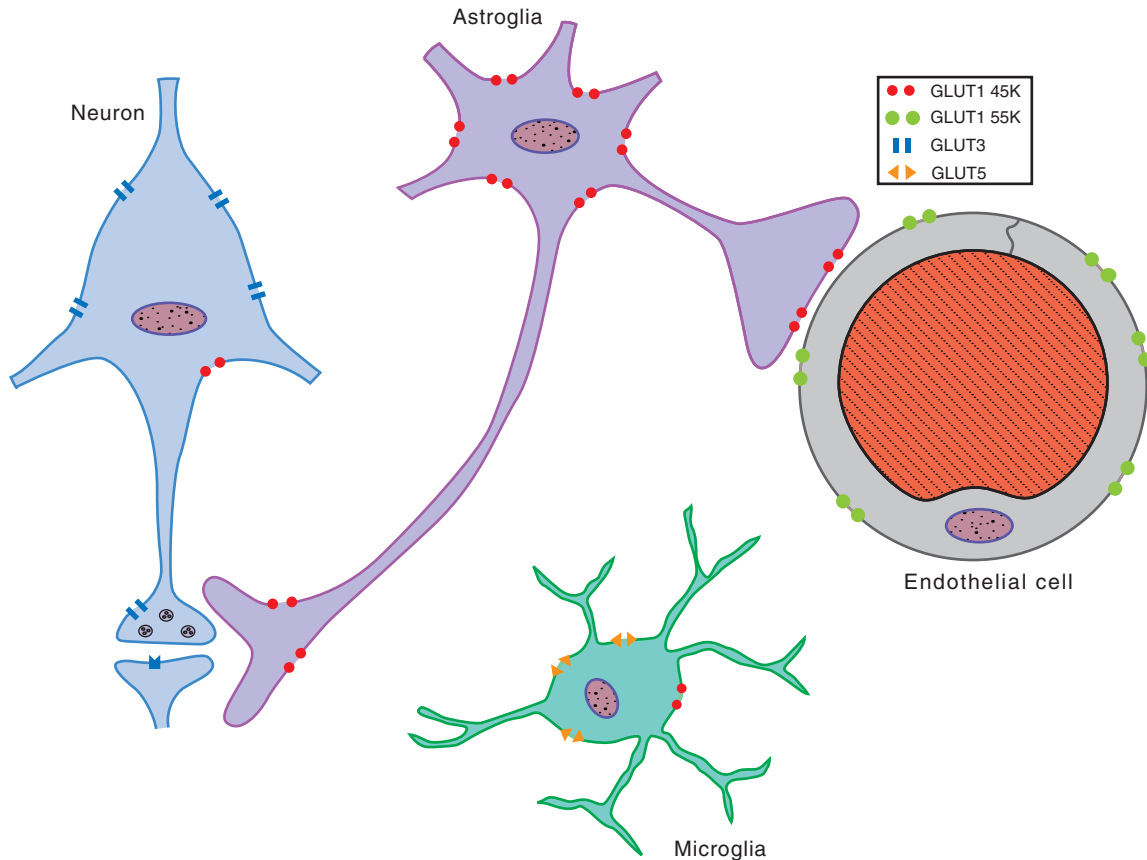 Astroglia
Neuron
GLUT1 45K
GLUT1 55K
GLUT3
GLUT5
Endothelial cell
Microglia